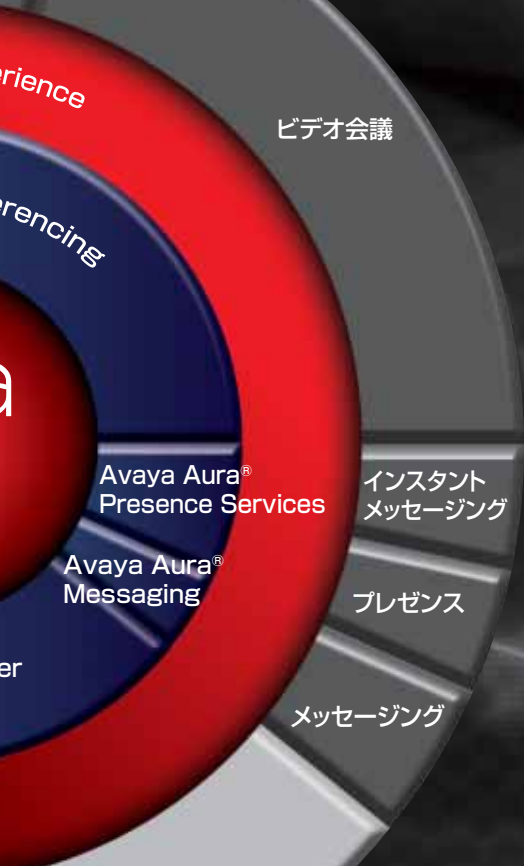 erience
ビデオ会議
erencing
a
Avaya Aura®
Presence Services
インスタント
メッセージング
Avaya Aura®
Messaging
プレゼンス
er
メッセージング